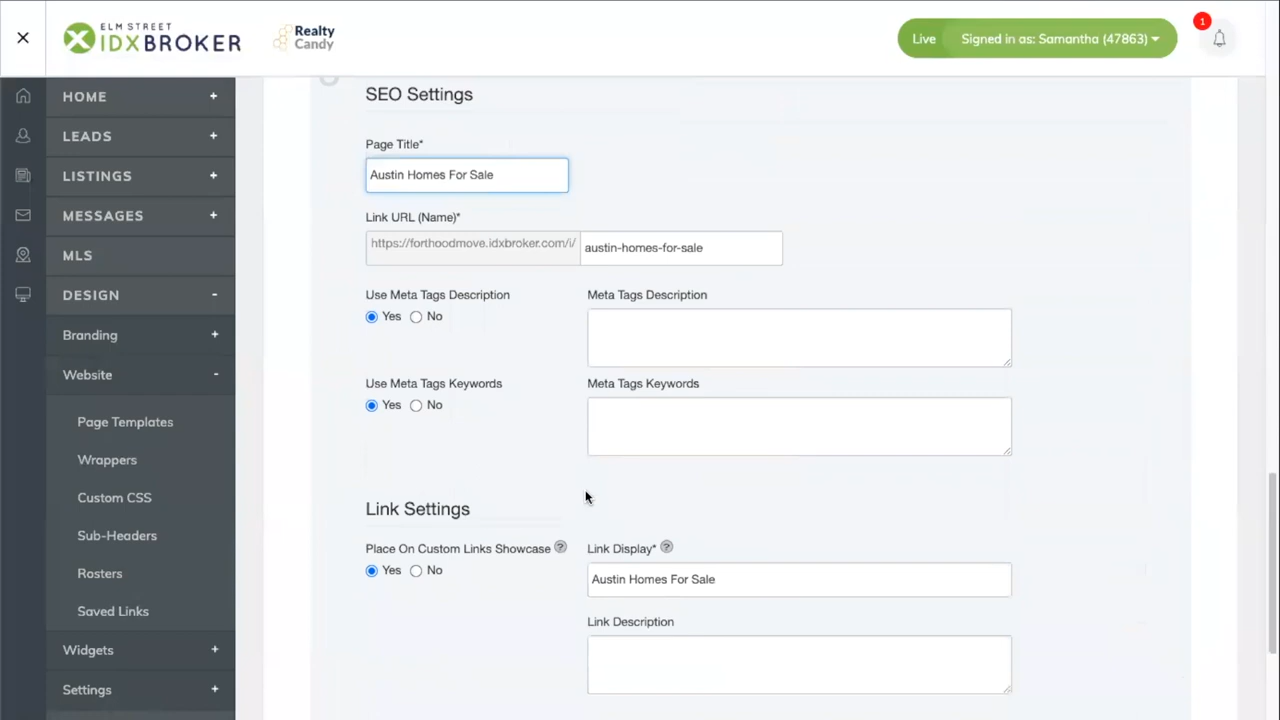 ELM STREET
IDXBROKER
Realty
Candy
Live Signed in as: Samantha (47863)
1
HOME +
LEADS +
LISTINGS +
MESSAGES +
MLS
DESIGN -
Branding +
Website -
Page Templates
Wrappers
Custom CSS
Sub-Headers
Rosters
Saved Links
Widgets +
Settings +
SEO Settings
Page Title*
Austin Homes For Sale
Link URL (Name)*
https://forthoodmove.idxbroker.com/i/ austin-homes-for-sale
Use Meta Tags Description
Yes No
Meta Tags Description
Use Meta Tags Keywords
Yes No
Meta Tags Keywords
Link Settings
Place On Custom Links Showcase ?
Yes No
Link Display* ?
Austin Homes For Sale
Link Description